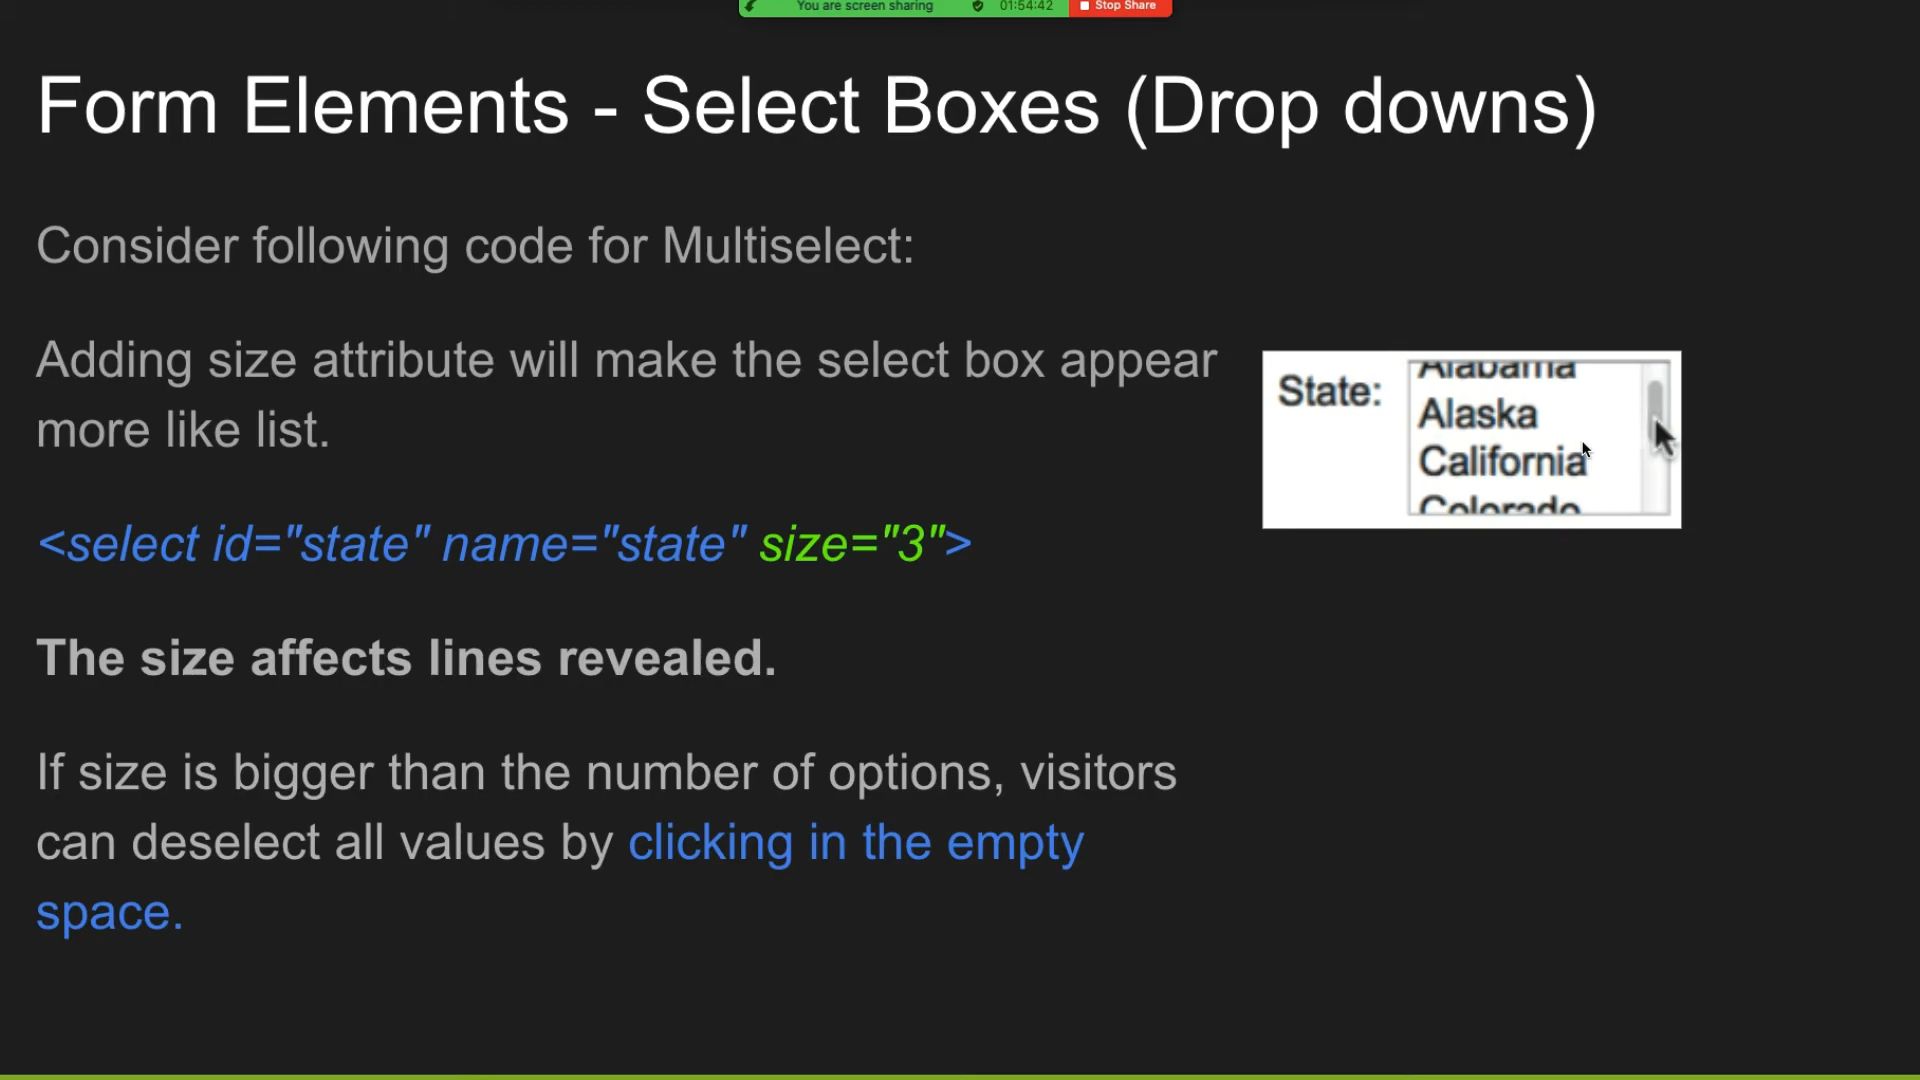 You are screen sharing 01:54:42 Stop Share
Form Elements - Select Boxes (Drop downs)
Consider following code for Multiselect:
Adding size attribute will make the select box appear
more like list.
<select id="state" name="state" size="3">
The size affects lines revealed.
If size is bigger than the number of options, visitors
can deselect all values by clicking in the empty
space.
State:
Alabama
Alaska
California
Colorado